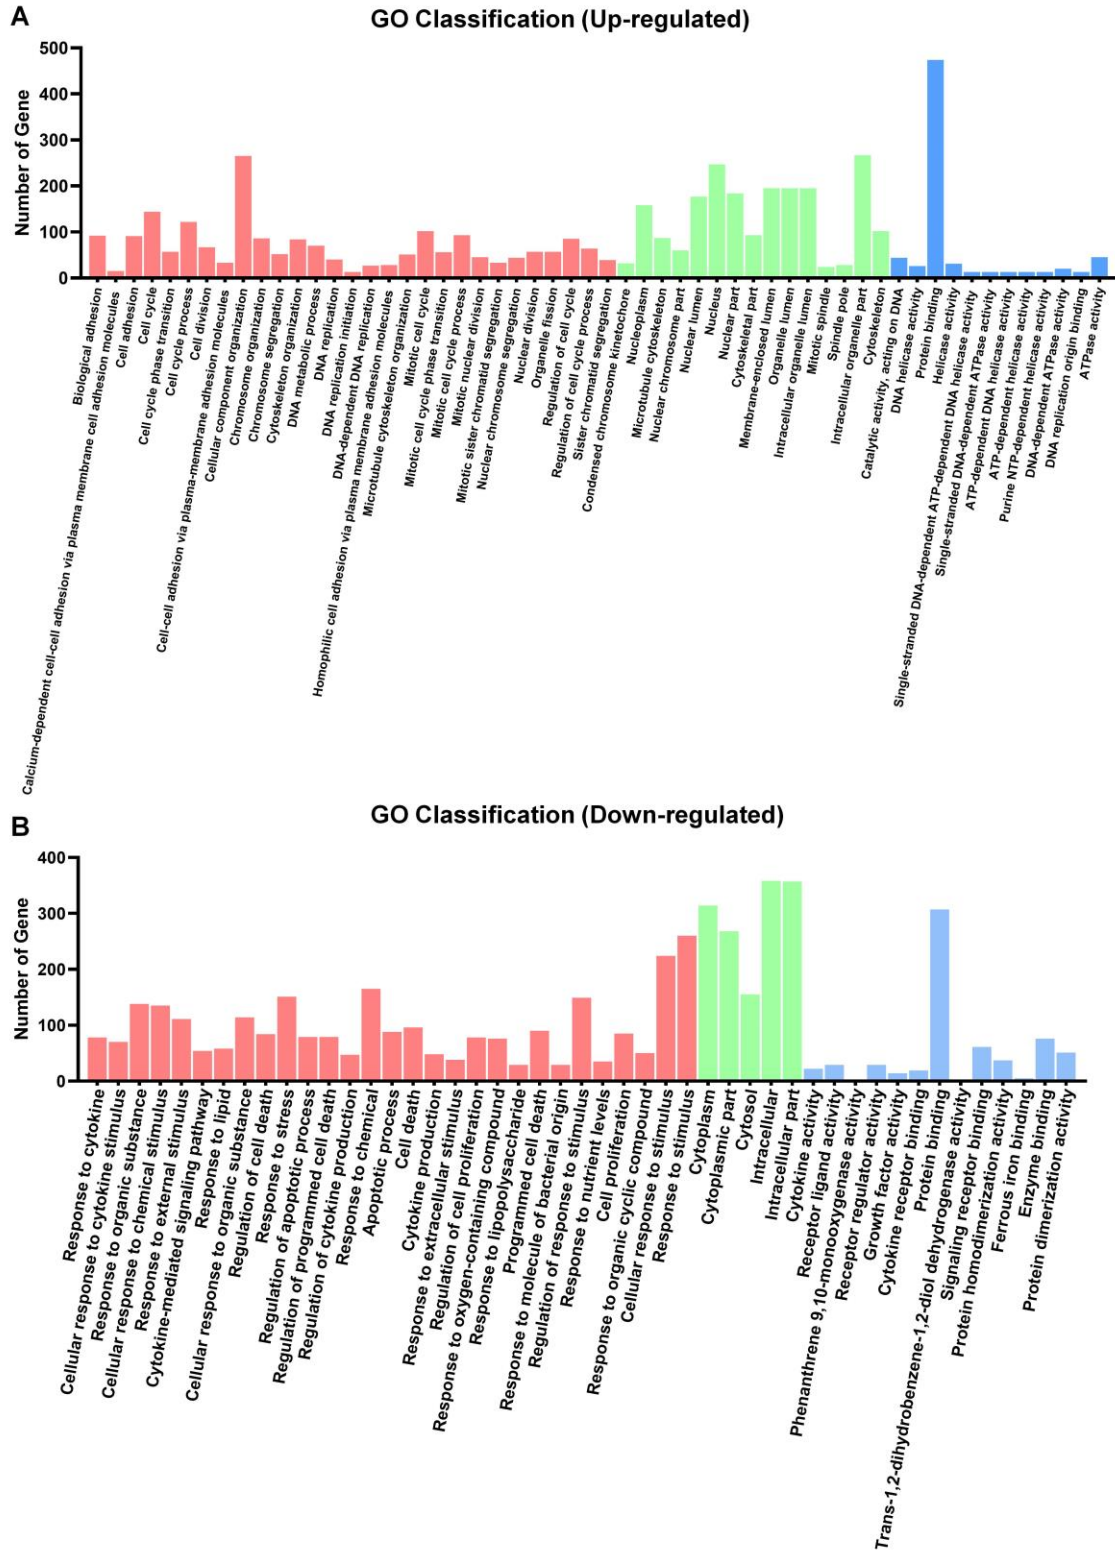 A
GO Classification (Up-regulated)
Number of Gene
500
400
300
200
100
0
Biological adhesion
Calcium-dependent cell-cell adhesion via plasma membrane cell adhesion molecules
Cell adhesion
Cell cycle
Cell cycle phase transition
Cell cycle process
Cell division
Cell-cell adhesion via plasma-membrane adhesion molecules
Cellular component organization
Chromosome organization
Chromosome segregation
Cytoskeleton organization
DNA metabolic process
DNA replication
DNA replication initiation
DNA-dependent DNA replication
Homophilic cell adhesion via plasma membrane adhesion molecules
Microtubule cytoskeleton organization
Mitotic cell cycle
Mitotic cell cycle phase transition
Mitotic cell cycle process
Mitotic nuclear division
Mitotic sister chromatid segregation
Nuclear chromosome segregation
Nuclear division
Organelle fission
Regulation of cell cycle
Regulation of cell cycle process
Sister chromatid segregation
Condensed chromosome kinetochore
Nucleoplasm
Microtubule cytoskeleton
Nuclear chromosome part
Nuclear lumen
Nucleus
Nuclear part
Cytoskeletal part
Membrane-enclosed lumen
Organelle lumen
Intracellular organelle lumen
Mitotic spindle
Spindle pole
Intracellular organelle part
Cytoskeleton
Catalytic activity, acting on DNA
DNA helicase activity
Protein binding
Helicase activity
Single-stranded DNA-dependent ATP-dependent DNA helicase activity
Single-stranded DNA-dependent ATPase activity
ATP-dependent DNA helicase activity
ATP-dependent helicase activity
Purine NTP-dependent helicase activity
DNA-dependent ATPase activity
DNA replication origin binding
ATPase activity
B
GO Classification (Down-regulated)
Number of Gene
400
300
200
100
0
Response to cytokine
Cellular response to cytokine stimulus
Response to organic substance
Cellular response to chemical stimulus
Response to external stimulus
Cytokine-mediated signaling pathway
Response to lipid
Cellular response to organic substance
Regulation of cell death
Response to stress
Regulation of apoptotic process
Regulation of programmed cell death
Regulation of cytokine production
Response to chemical
Apoptotic process
Cell death
Cytokine production
Response to extracellular stimulus
Regulation of cell proliferation
Response to oxygen-containing compound
Response to lipopolysaccharide
Programmed cell death
Response to molecule of bacterial origin
Regulation of response to stimulus
Response to nutrient levels
Cell proliferation
Response to organic cyclic compound
Cellular response to stimulus
Response to stimulus
Cytoplasm
Cytoplasmic part
Cytosol
Intracellular
Intracellular part
Cytokine activity
Receptor ligand activity
Phenanthrene 9,10-monooxygenase activity
Receptor regulator activity
Growth factor activity
Cytokine receptor binding
Protein binding
Trans-1,2-dihydrobenzene-1,2-diol dehydrogenase activity
Signaling receptor binding
Protein homodimerization activity
Ferrous iron binding
Enzyme binding
Protein dimerization activity